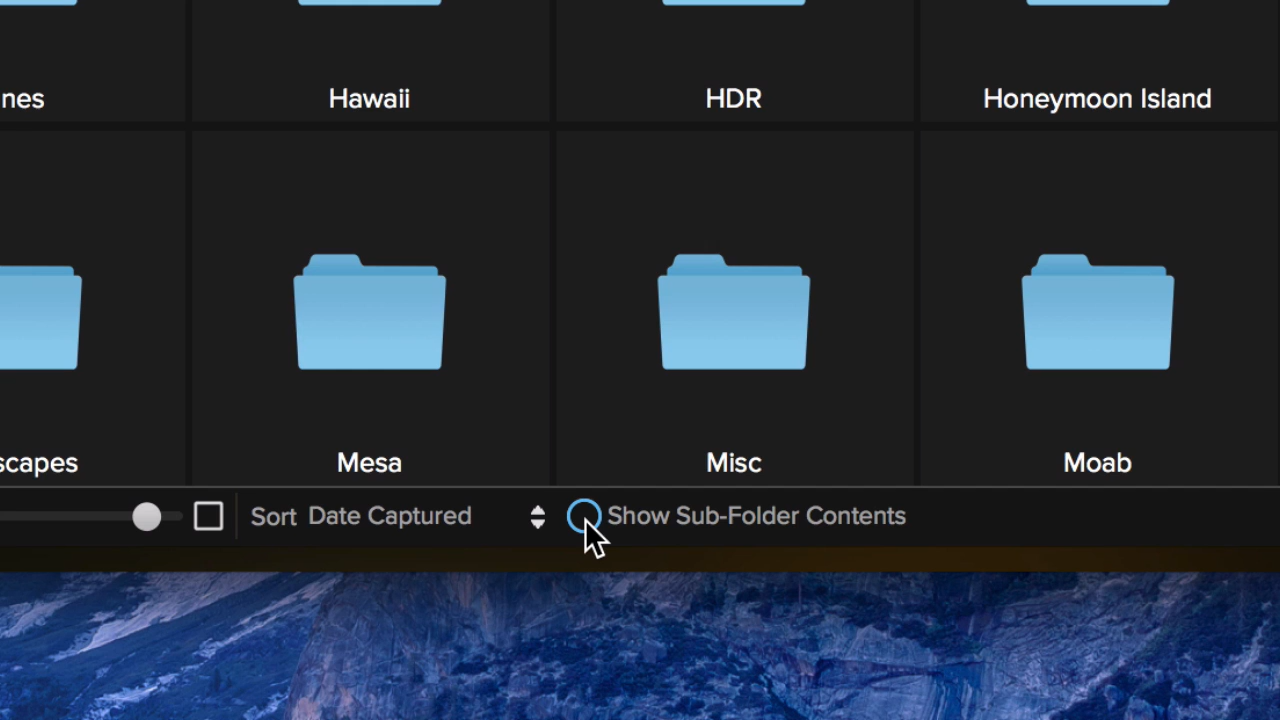 nes
Hawaii
HDR
Honeymoon Island
scapes
Mesa
Misc
Moab
Sort Date Captured
Show Sub-Folder Contents